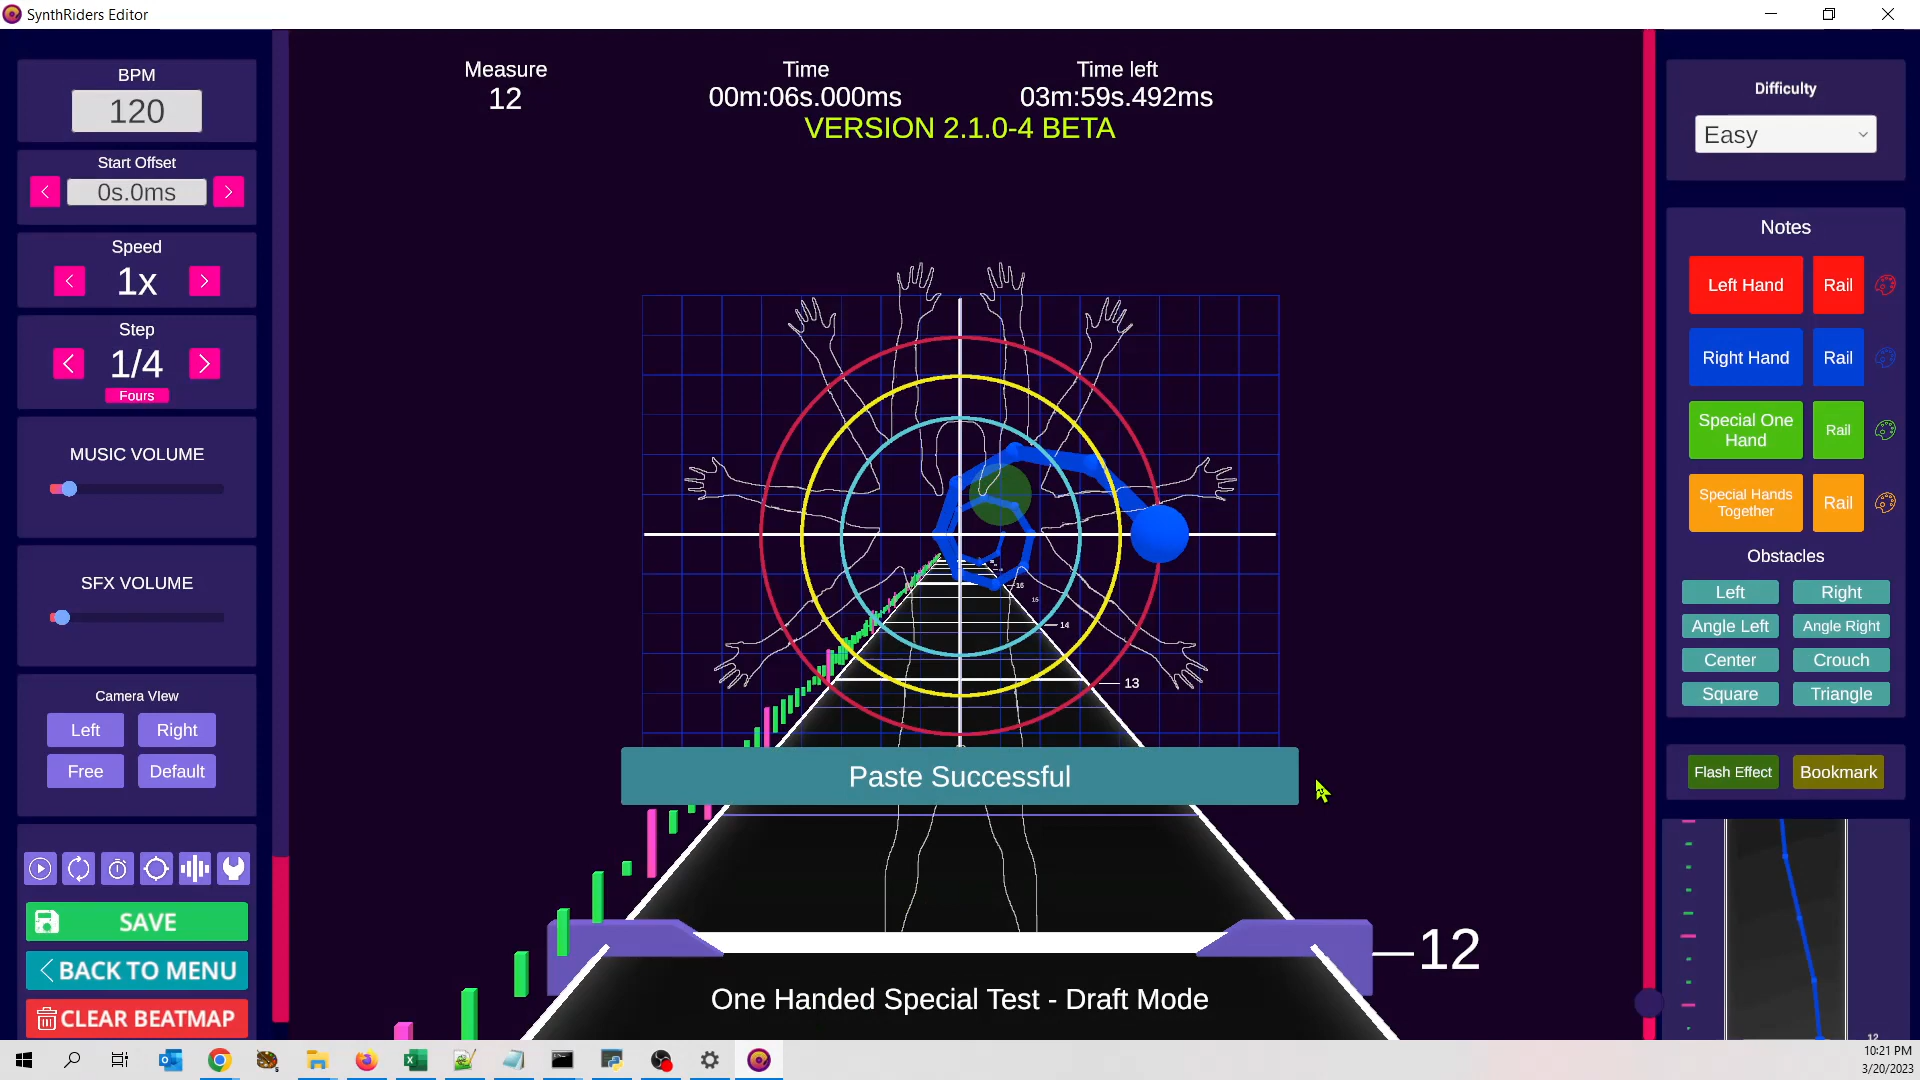 SynthRiders Editor
BPM
120
Start Offset
0s.0ms
Speed
1x
Step
1/4
Fours
MUSIC VOLUME
SFX VOLUME
Camera VIew
Left
Right
Free
Default
SAVE
BACK TO MENU
CLEAR BEATMAP
Measure
12
Time
00m:06s.000ms
Time left
03m:59s.492ms
VERSION 2.1.0-4 BETA
16
15
14
13
Paste Successful
12
One Handed Special Test - Draft Mode
Difficulty
Easy
Notes
Left Hand
Rail
Right Hand
Rail
Special One
Hand
Rail
Special Hands
Together
Rail
Obstacles
Left
Right
Angle Left
Angle Right
Center
Crouch
Square
Triangle
Flash Effect
Bookmark
12
10:21 PM
3/20/2023